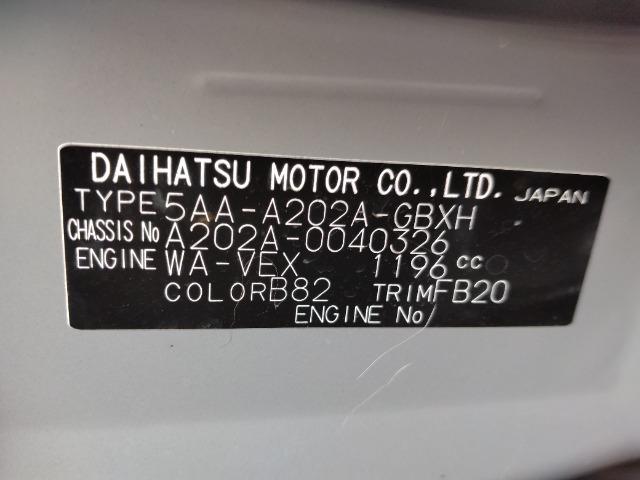 DAIHATSU MOTOR CO.,LTD. JAPAN
TYPE 5AA-A202A-GBXH
CHASSIS No A202A-0040326
ENGINE WA-VEX 1196 cc
COLOR B82 TRIM FB20
ENGINE No